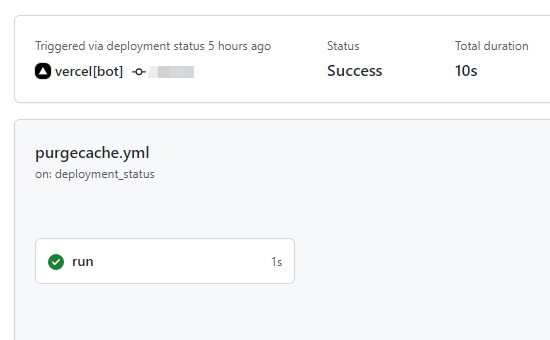 Triggered via deployment status 5 hours ago
Status
Total duration
vercel[bot]
Success
10s
purgecache.yml
on: deployment_status
run
1s